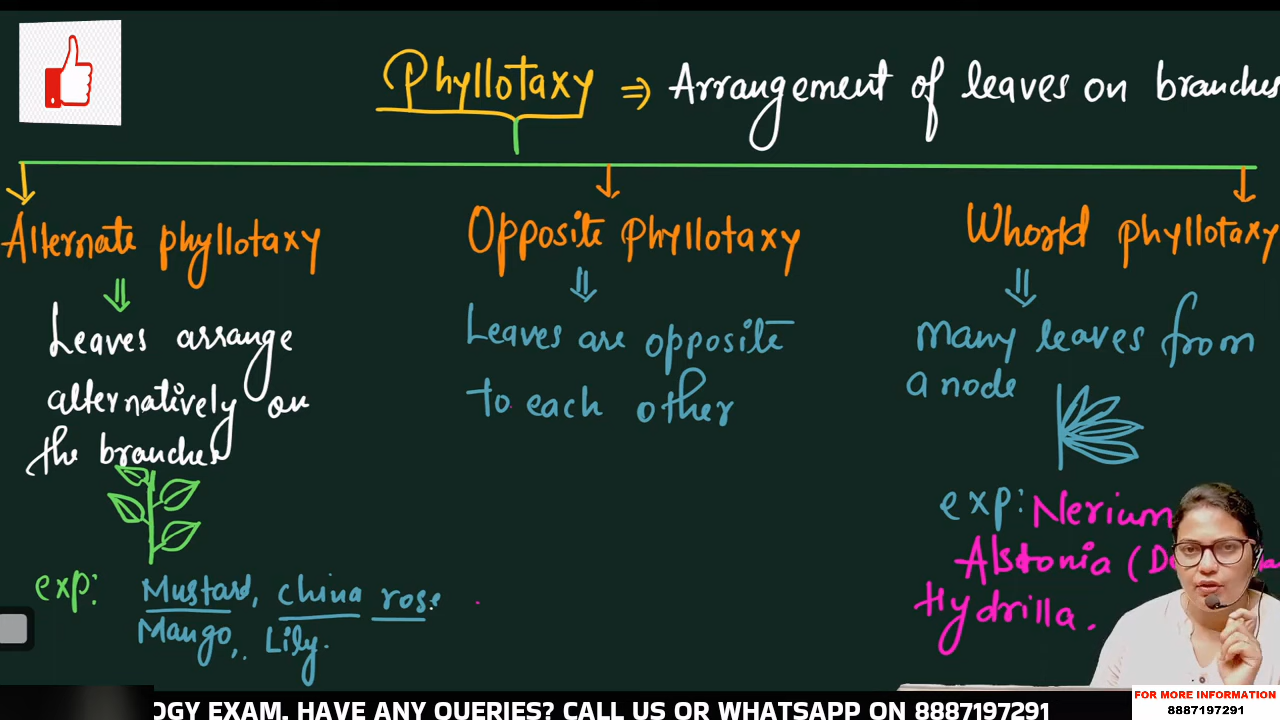 Phyllotaxy ⇒ Arrangement of leaves on branches
Alternate phyllotaxy
Leaves arrange
alternatively on
the branches
exp: Mustard, china rose
Mango, Lily.
Opposite phyllotaxy
Leaves are opposite
to each other
Whorld phyllotaxy
Many leaves from
a node
exp: Nerium
Alstonia (D
Hydrilla.
OGY EXAM. HAVE ANY QUERIES? CALL US OR WHATSAPP ON 8887197291
FOR MORE INFORMATION
8887197291